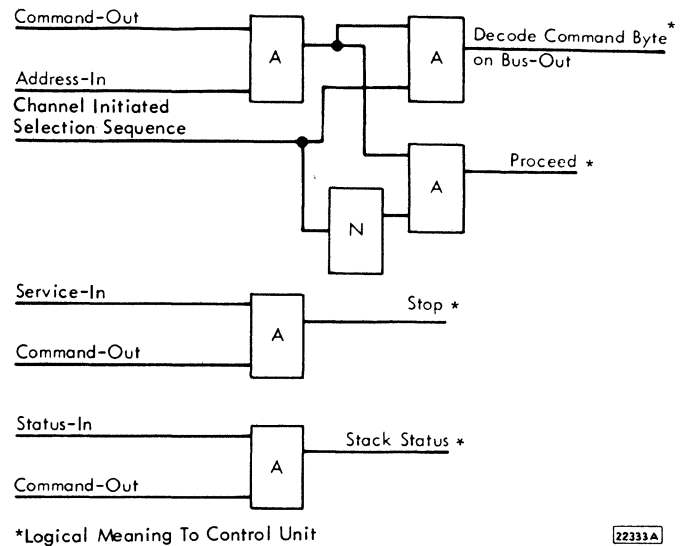 Command-Out
A
Address-In
Channel Initiated
Selection Sequence
A
Decode Command Byte*
on Bus-Out
A
Proceed *
N
Service-In
Command-Out
A
Stop *
Status-In
Command-Out
A
Stack Status *
*Logical Meaning To Control Unit
22333A